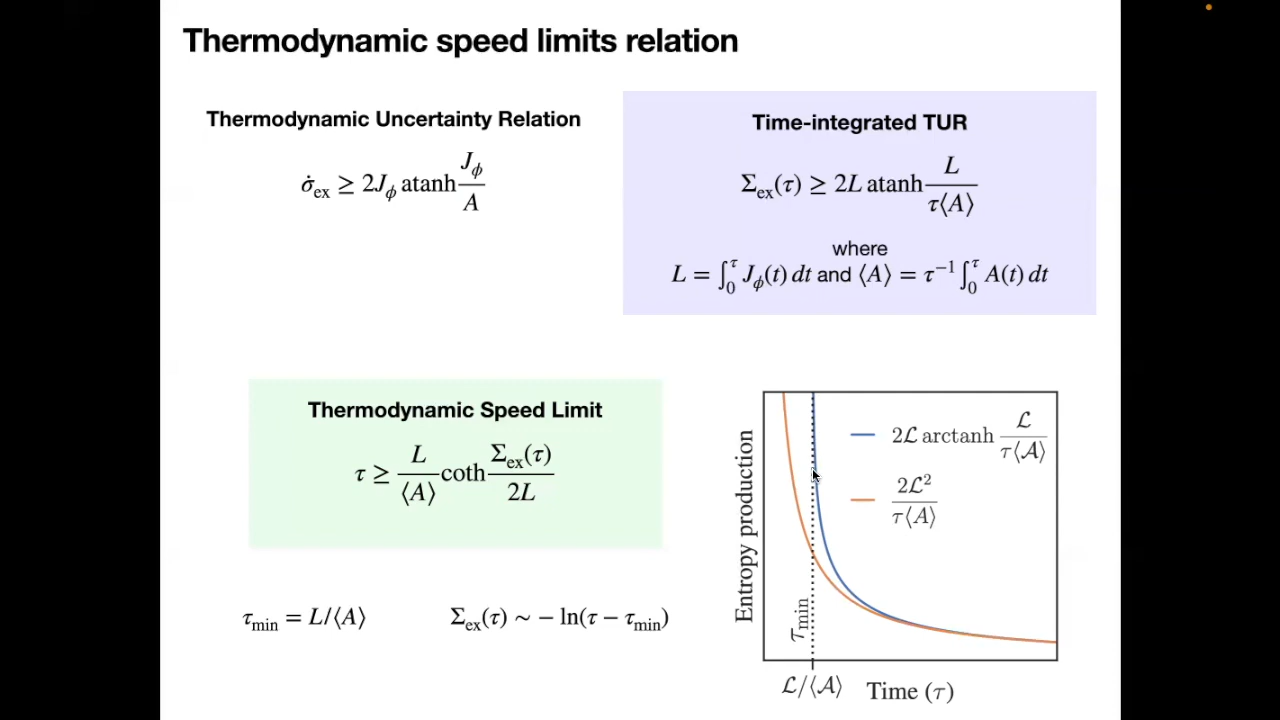 Thermodynamic speed limits relation
Thermodynamic Uncertainty Relation
σ̇_ex ≥ 2J_ϕ atanh J_ϕ/A
Time-integrated TUR
Σ_ex(τ) ≥ 2L atanh L/τ⟨A⟩
where
L = ∫_0^τ J_ϕ(t) dt and ⟨A⟩ = τ^−1 ∫_0^τ A(t) dt
Thermodynamic Speed Limit
τ ≥ L/⟨A⟩ coth Σ_ex(τ)/2L
τ_min = L/⟨A⟩
Σ_ex(τ) ∼ − ln(τ − τ_min)
Entropy production
2ℒ arctanh ℒ/τ⟨𝒜⟩
2ℒ^2/τ⟨A⟩
τ_min
ℒ/⟨𝒜⟩
Time (τ)